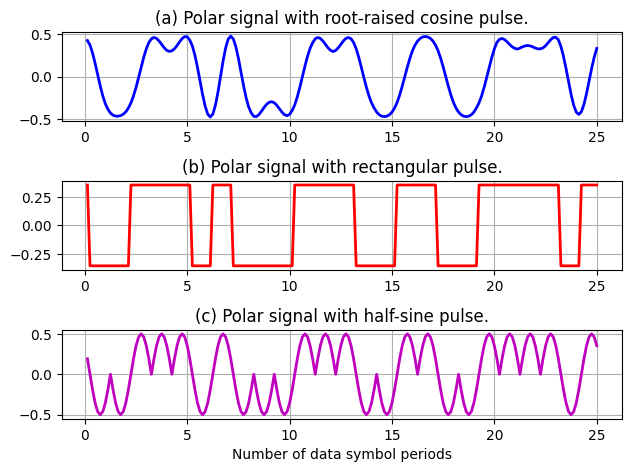 (a) Polar signal with root-raised cosine pulse.
0.5
0.0
−0.5
0 5 10 15 20 25
(b) Polar signal with rectangular pulse.
0.25
0.00
−0.25
0 5 10 15 20 25
(c) Polar signal with half-sine pulse.
0.5
0.0
−0.5
0 5 10 15 20 25
Number of data symbol periods